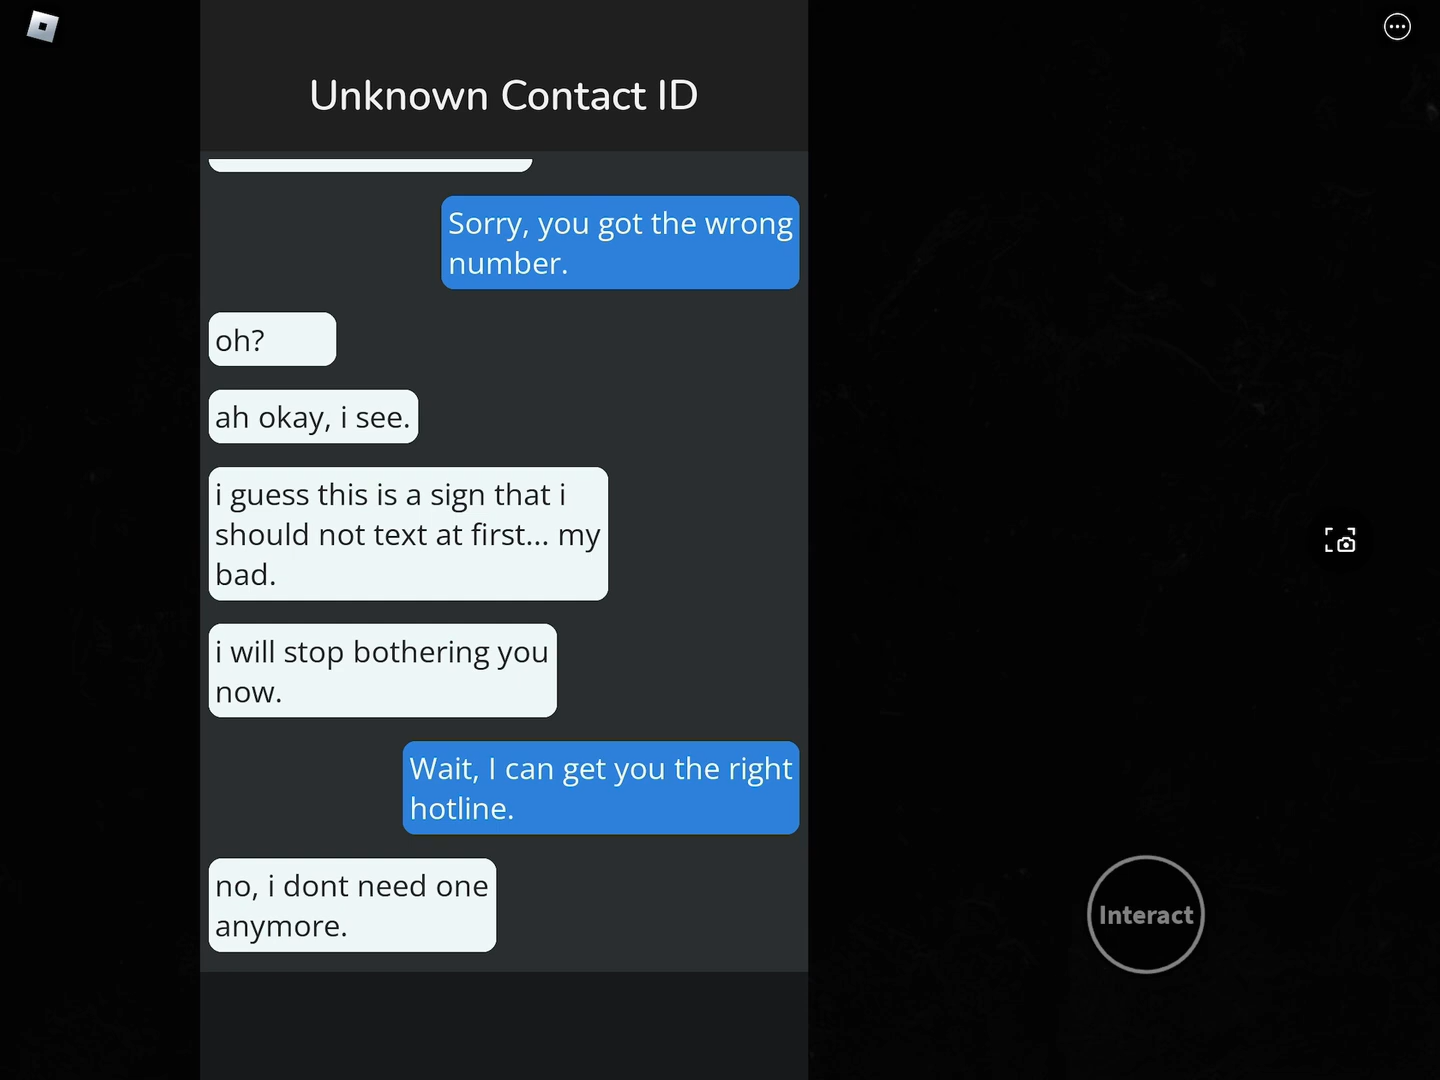 Unknown Contact ID
Sorry, you got the wrong
number.
oh?
ah okay, i see.
i guess this is a sign that i
should not text at first... my
bad.
i will stop bothering you
now.
Wait, I can get you the right
hotline.
no, i dont need one
anymore.
Interact